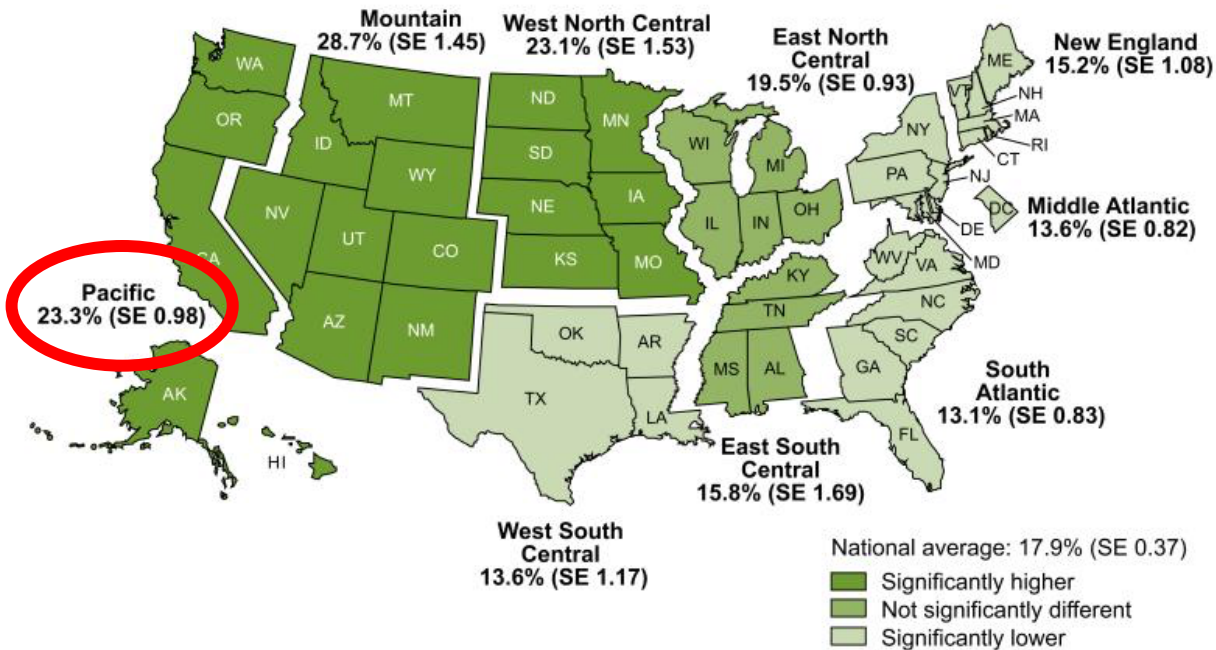 Mountain
28.7% (SE 1.45)
West North Central
23.1% (SE 1.53)
East North
Central
19.5% (SE 0.93)
New England
15.2% (SE 1.08)
Middle Atlantic
13.6% (SE 0.82)
Pacific
23.3% (SE 0.98)
South
Atlantic
13.1% (SE 0.83)
East South
Central
15.8% (SE 1.69)
West South
Central
13.6% (SE 1.17)
WA
OR
CA
AK
HI
MT
ID
WY
NV
UT
CO
AZ
NM
ND
SD
NE
KS
MN
IA
MO
WI
MI
IL
IN
OH
KY
TN
MS
AL
OK
AR
TX
LA
ME
VT
NH
MA
RI
CT
NY
NJ
PA
DC
DE
MD
WV
VA
NC
SC
GA
FL
National average: 17.9% (SE 0.37)
Significantly higher
Not significantly different
Significantly lower